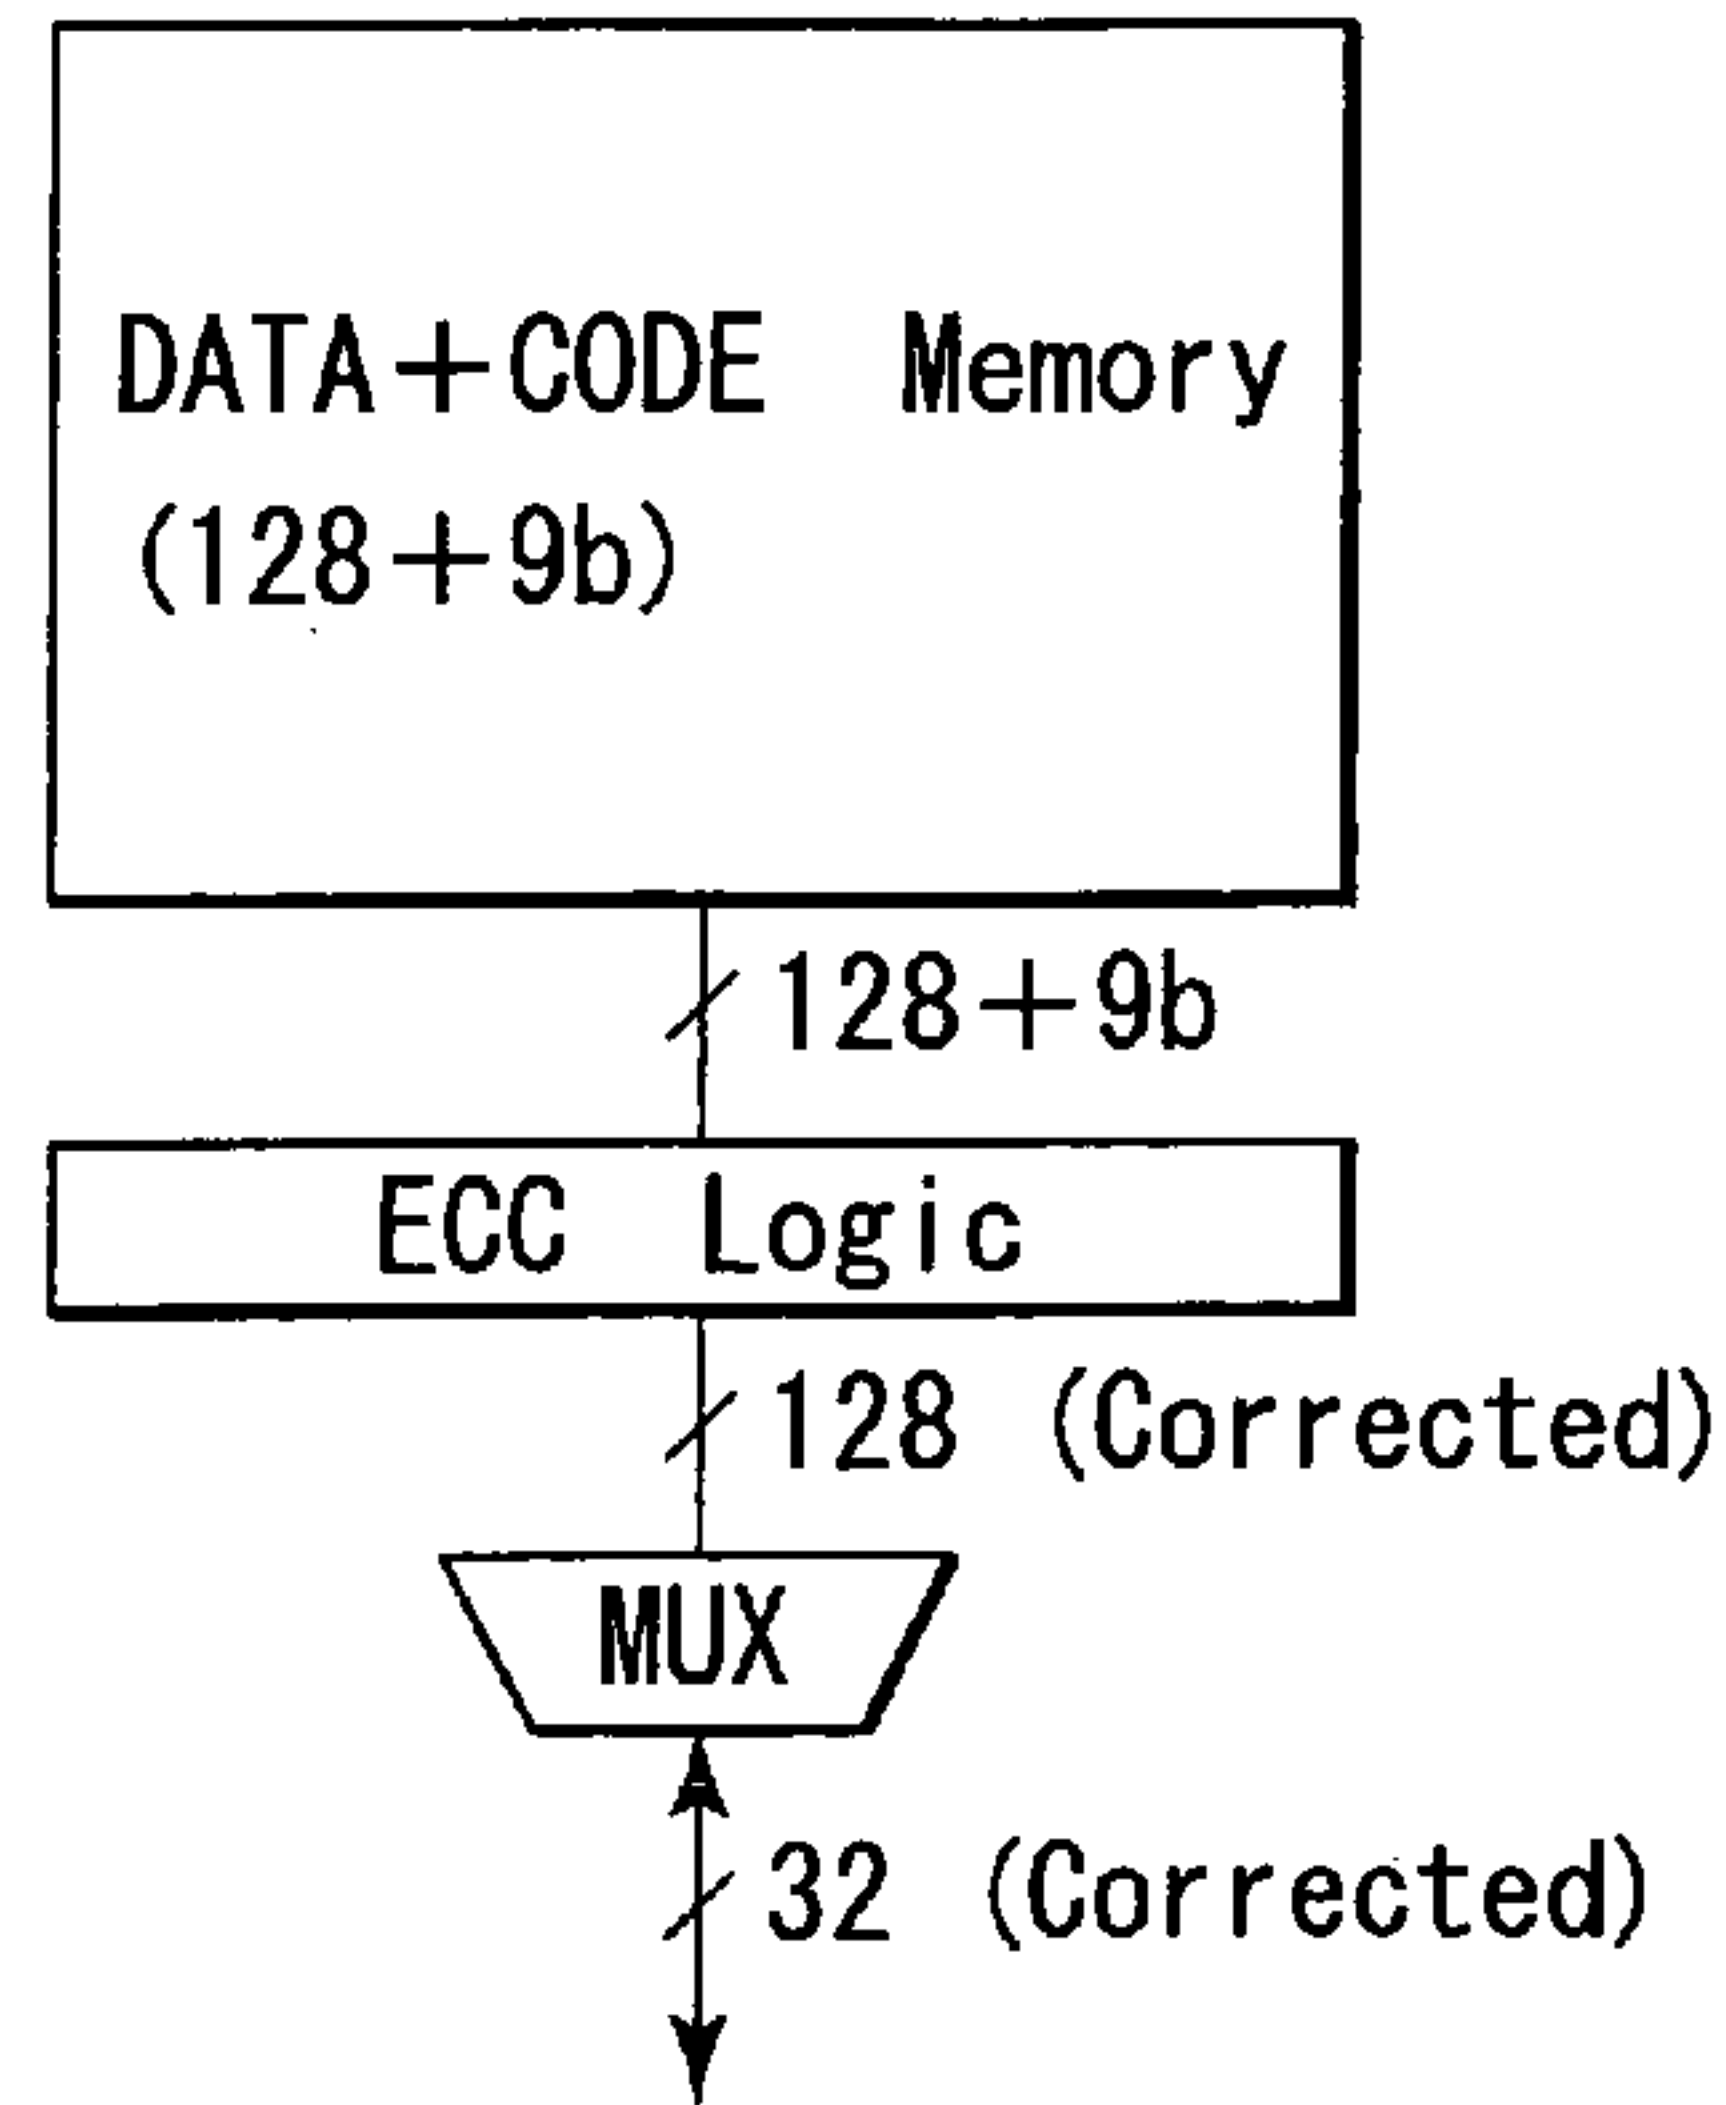 DATA+CODE Memory
(128+9b)
128+9b
ECC Logic
128 (Corrected)
MUX
32 (Corrected)